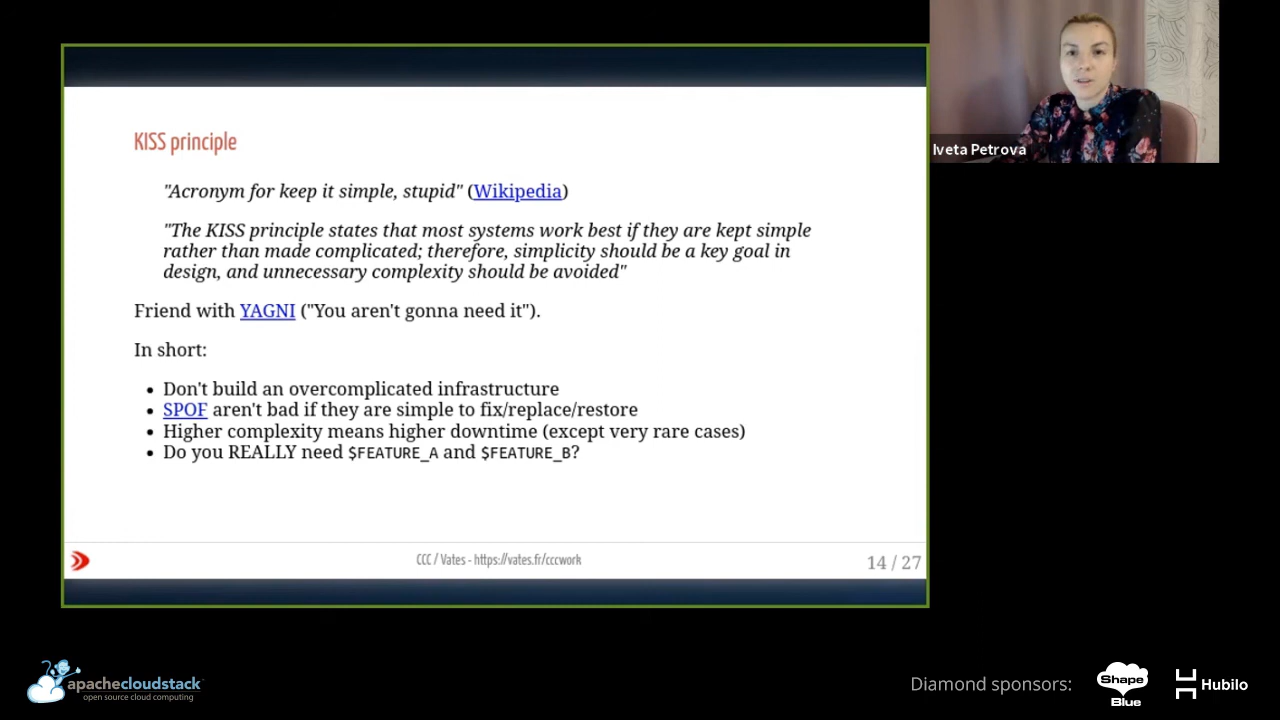 KISS principle
"Acronym for keep it simple, stupid" (Wikipedia)
"The KISS principle states that most systems work best if they are kept simple
rather than made complicated; therefore, simplicity should be a key goal in
design, and unnecessary complexity should be avoided"
Friend with YAGNI ("You aren't gonna need it").
In short:
• Don't build an overcomplicated infrastructure
• SPOF aren't bad if they are simple to fix/replace/restore
• Higher complexity means higher downtime (except very rare cases)
• Do you REALLY need $FEATURE_A and $FEATURE_B?
CCC / Vates - https://vates.fr/cccwork
14 / 27
Iveta Petrova
apachecloudstack
open source cloud computing
Diamond sponsors:
Shape
Blue
Hubilo